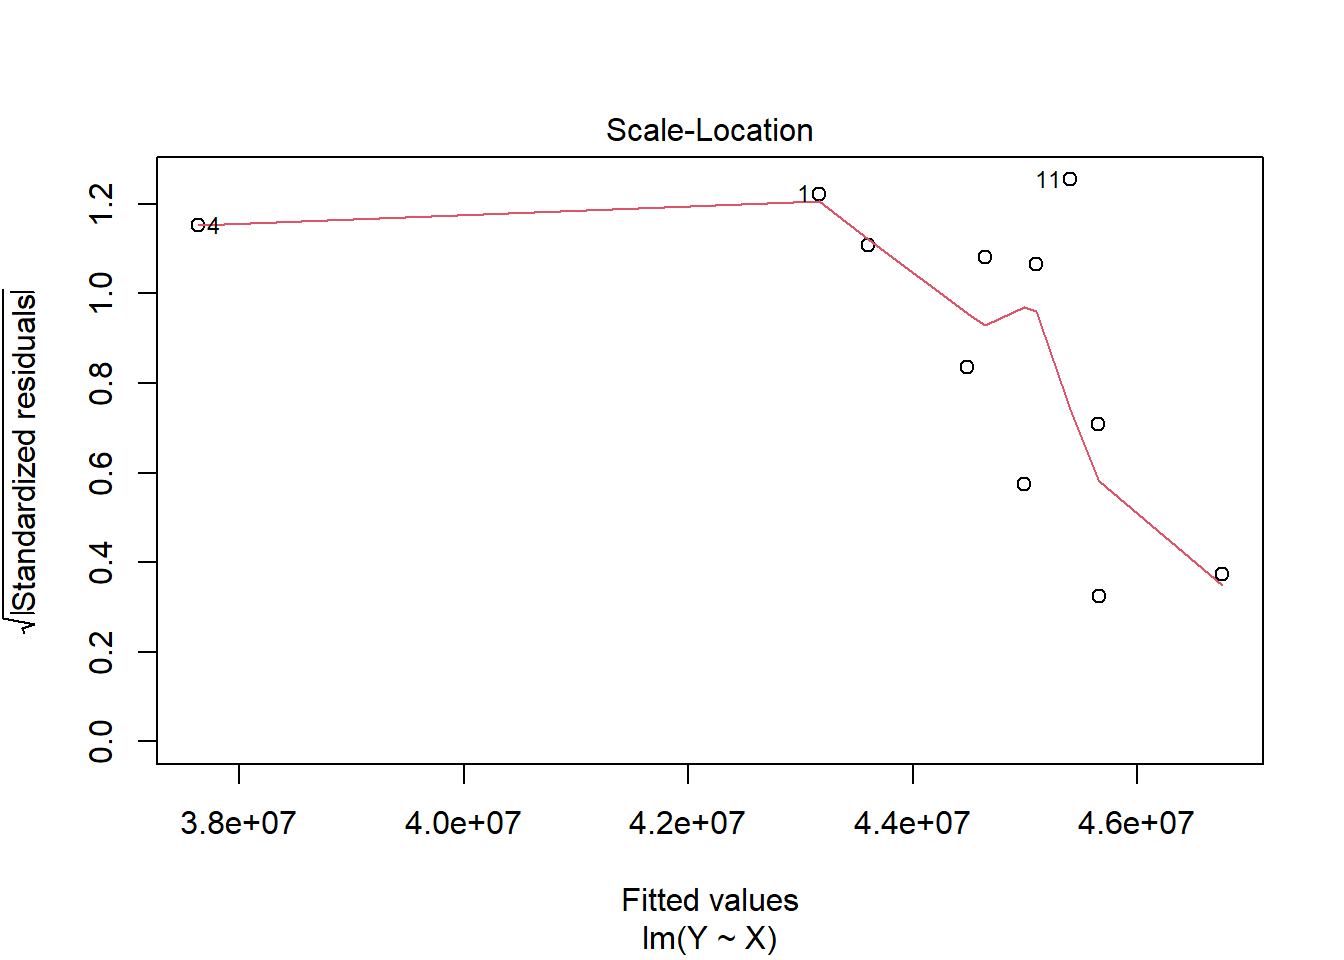 Scale-Location
√|Standardized residuals|
1.2
1.0
0.8
0.6
0.4
0.2
0.0
4
1
11
3.8e+07 4.0e+07 4.2e+07 4.4e+07 4.6e+07
Fitted values
lm(Y ~ X)